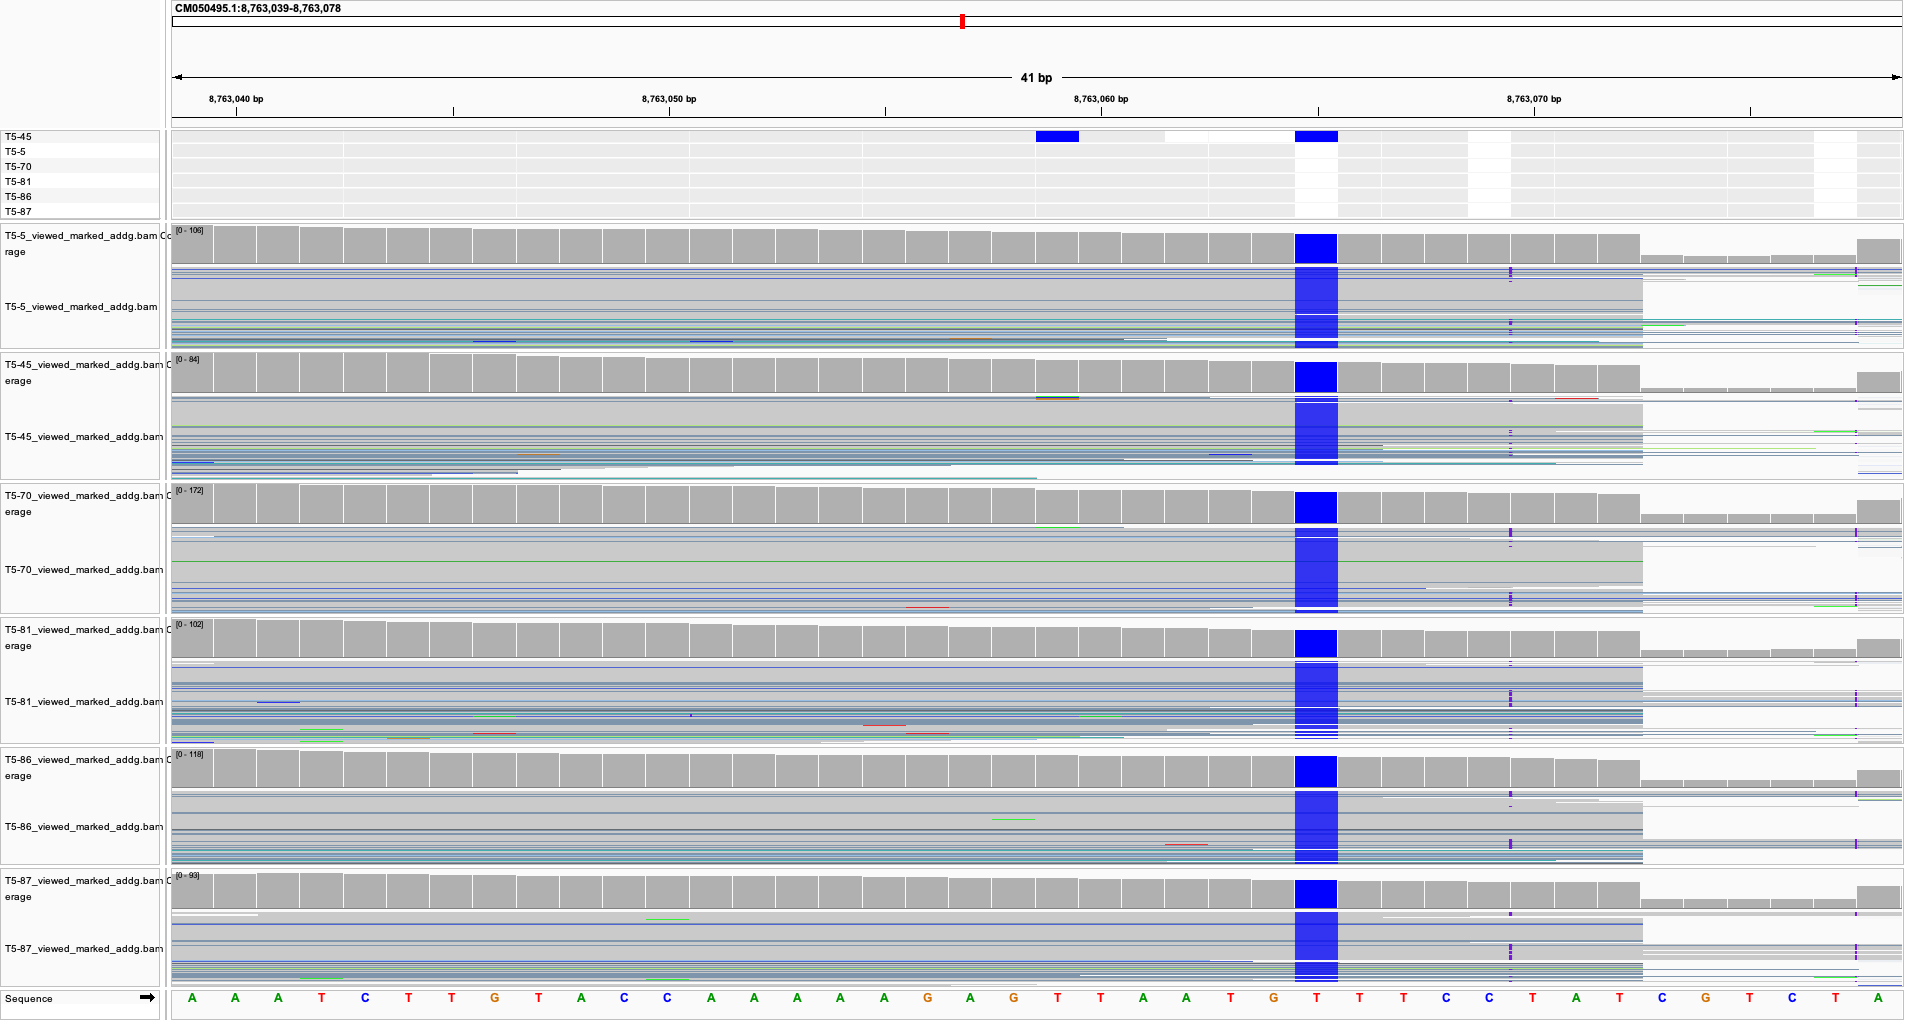 CM050495.1:8,763,039-8,763,078
41 bp
8,763,040 bp 8,763,050 bp 8,763,060 bp 8,763,070 bp
T5-45
T5-5
T5-70
T5-81
T5-86
T5-87
[0 - 106]
T5-5_viewed_marked_addg.bam Co
rage
T5-5_viewed_marked_addg.bam
[0 - 84]
T5-45_viewed_marked_addg.bam C
erage
T5-45_viewed_marked_addg.bam
[0 - 172]
T5-70_viewed_marked_addg.bam C
erage
T5-70_viewed_marked_addg.bam
[0 - 102]
T5-81_viewed_marked_addg.bam C
erage
T5-81_viewed_marked_addg.bam
[0 - 118]
T5-86_viewed_marked_addg.bam C
erage
T5-86_viewed_marked_addg.bam
[0 - 93]
T5-87_viewed_marked_addg.bam C
erage
T5-87_viewed_marked_addg.bam
Sequence A A A T C T T G T A C C A A A A A G A G T T A A T G T T T C C T A T C G T C T A